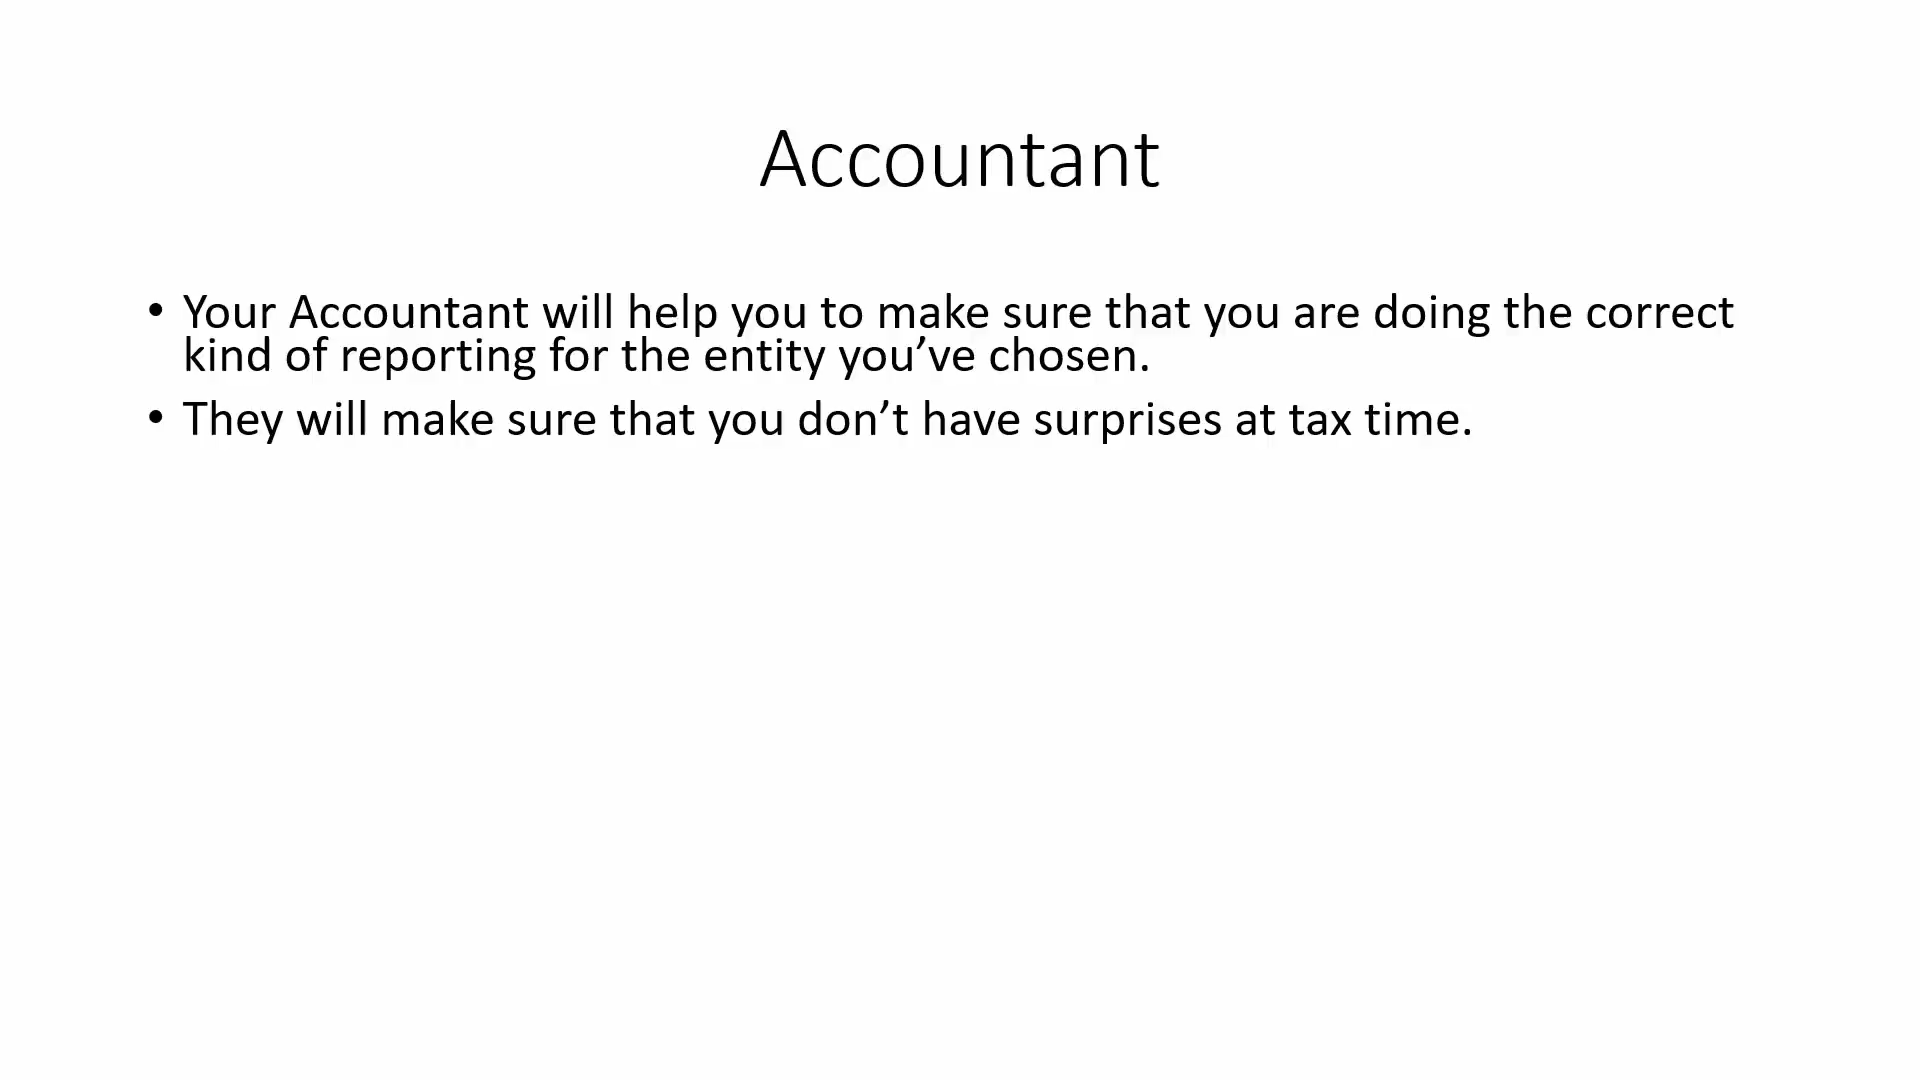 Accountant
• Your Accountant will help you to make sure that you are doing the correct
kind of reporting for the entity you’ve chosen.
• They will make sure that you don’t have surprises at tax time.